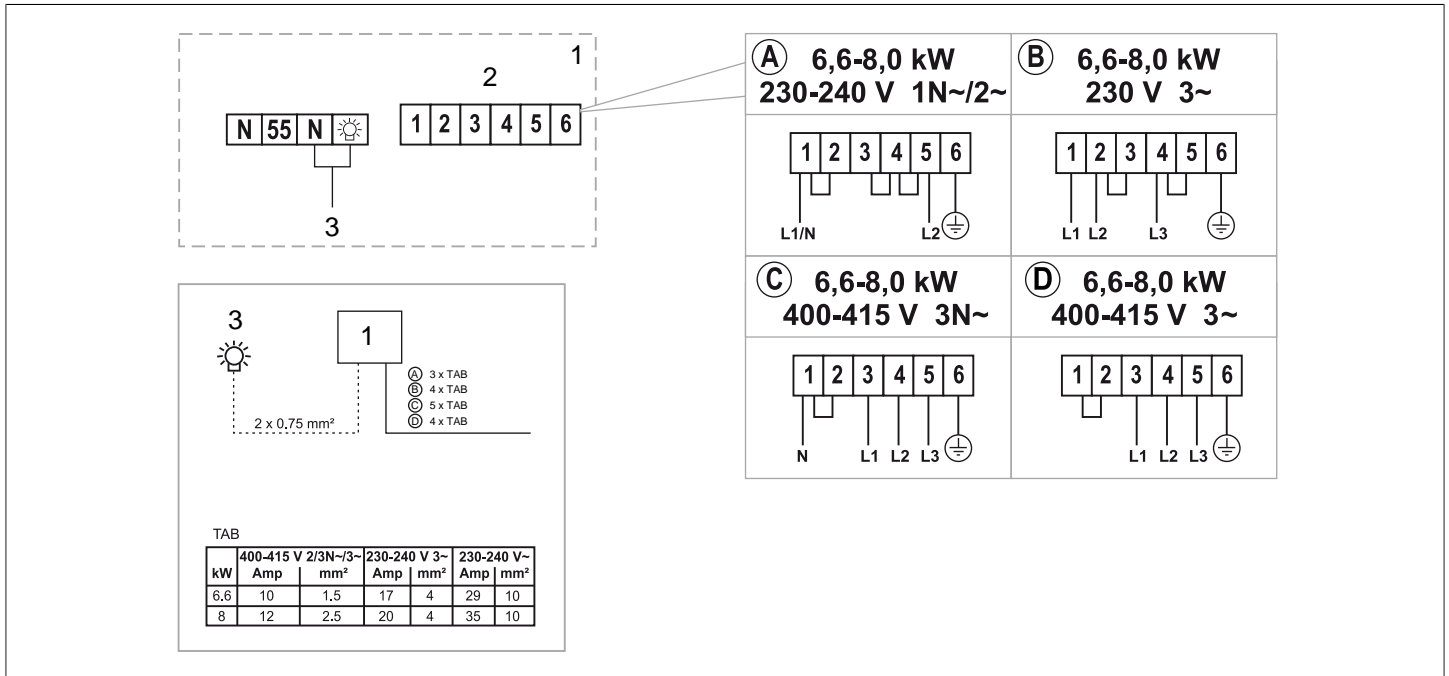 1
2
N 55 N
1 2 3 4 5 6
3
A 6,6-8,0 kW
230-240 V 1N~/2~
1 2 3 4 5 6
L1/N L2
B 6,6-8,0 kW
230 V 3~
1 2 3 4 5 6
L1 L2 L3
C 6,6-8,0 kW
400-415 V 3N~
1 2 3 4 5 6
N L1 L2 L3
D 6,6-8,0 kW
400-415 V 3~
1 2 3 4 5 6
L1 L2 L3
3
1
A 3 x TAB
B 4 x TAB
C 5 x TAB
D 4 x TAB
2 x 0.75 mm²
TAB
400-415 V 2/3N~/3~ 230-240 V 3~ 230-240 V~
kW Amp mm² Amp mm² Amp mm²
6.6 10 1.5 17 4 29 10
8 12 2.5 20 4 35 10